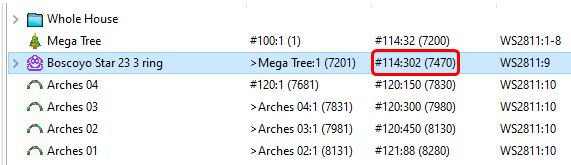 Whole House
Mega Tree #100:1 (1) #114:32 (7200) WS2811:1-8
Boscoyo Star 23 3 ring >Mega Tree:1 (7201) #114:302 (7470) WS2811:9
Arches 04 #120:1 (7681) #120:150 (7830) WS2811:10
Arches 03 >Arches 04:1 (7831) #120:300 (7980) WS2811:10
Arches 02 >Arches 03:1 (7981) #120:450 (8130) WS2811:10
Arches 01 >Arches 02:1 (8131) #121:88 (8280) WS2811:10